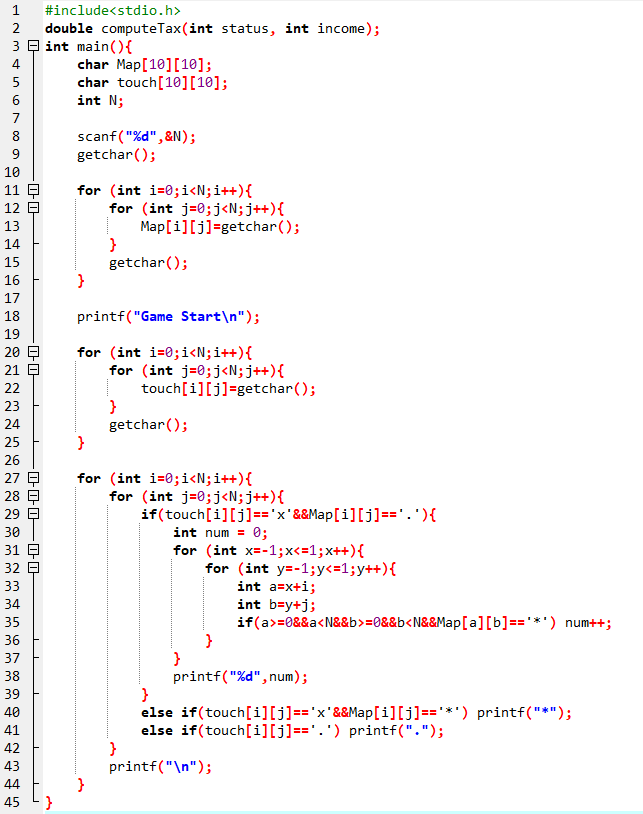 1 #include<stdio.h>
2 double computeTax(int status, int income);
3 int main(){
4     char Map[10][10];
5     char touch[10][10];
6     int N;
7
8     scanf("%d",&N);
9     getchar();
10
11     for (int i=0;i<N;i++){
12         for (int j=0;j<N;j++){
13             Map[i][j]=getchar();
14         }
15         getchar();
16     }
17
18     printf("Game Start\n");
19
20     for (int i=0;i<N;i++){
21         for (int j=0;j<N;j++){
22             touch[i][j]=getchar();
23         }
24         getchar();
25     }
26
27     for (int i=0;i<N;i++){
28         for (int j=0;j<N;j++){
29             if(touch[i][j]=='x'&&Map[i][j]=='.'){
30                 int num = 0;
31                 for (int x=-1;x<=1;x++){
32                     for (int y=-1;y<=1;y++){
33                         int a=x+i;
34                         int b=y+j;
35                         if(a>=0&&a<N&&b>=0&&b<N&&Map[a][b]=='*') num++;
36                     }
37                 }
38                 printf("%d",num);
39             }
40             else if(touch[i][j]=='x'&&Map[i][j]=='*') printf("*");
41             else if(touch[i][j]=='.') printf(".");
42         }
43         printf("\n");
44     }
45 }